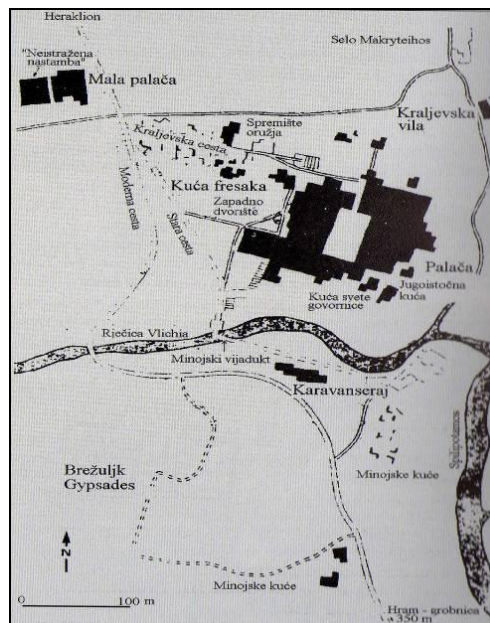 Heraklion
Selo Makryteihos
"Neistražena
nastamba"
Mala palača
Spremište
oružja
Kraljevska
vila
Kraljevska cesta
Kuća fresaka
Zapadno
dvorište
Moderna cesta
Stara cesta
Palača
Jugoistočna
kuća
Kuća svete
govornice
Rječica Vlichia
Minojski vijadukt
Karavanseraj
Minojske kuće
Brežuljk
Gypsades
N
Minojske kuće
0 100 m
Hram - grobnica
a 350 m